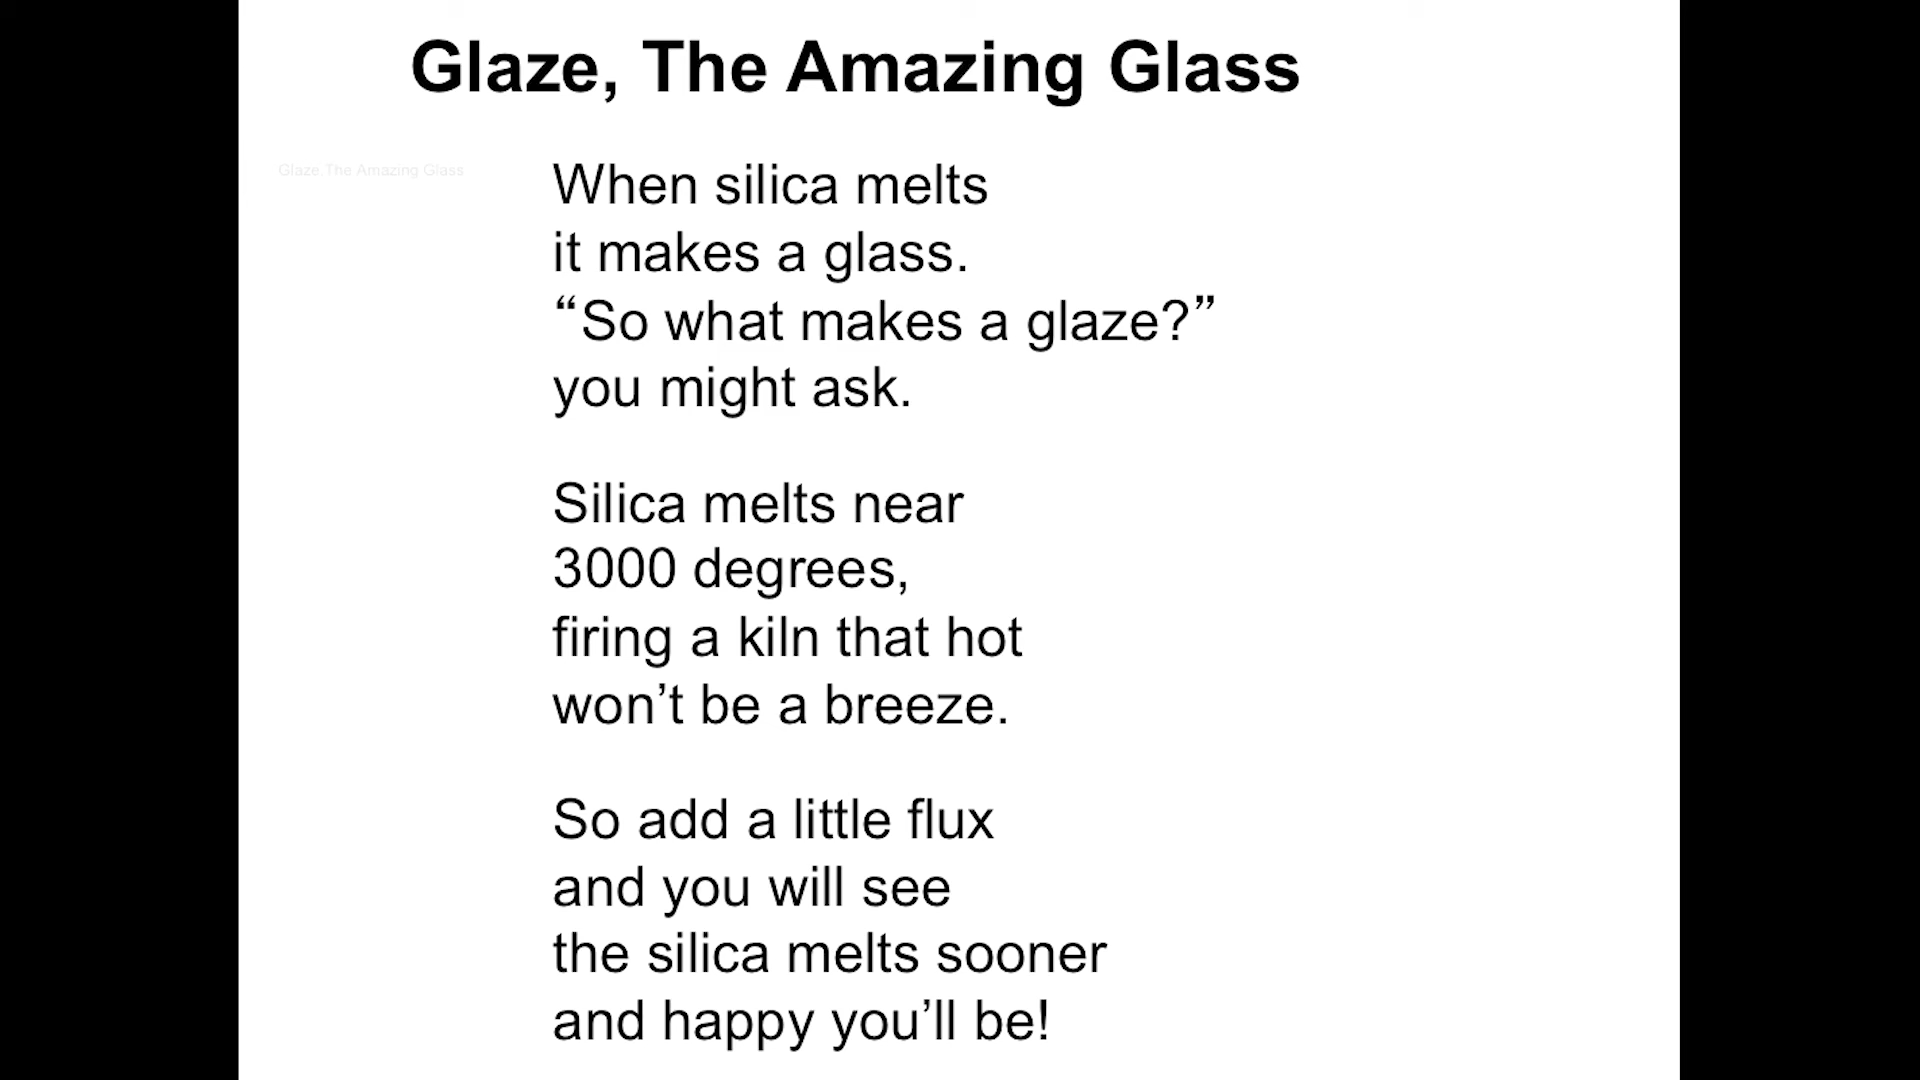 Glaze, The Amazing Glass
Glaze.The Amazing Glass
When silica melts
it makes a glass.
“So what makes a glaze?”
you might ask.
Silica melts near
3000 degrees,
firing a kiln that hot
won’t be a breeze.
So add a little flux
and you will see
the silica melts sooner
and happy you’ll be!